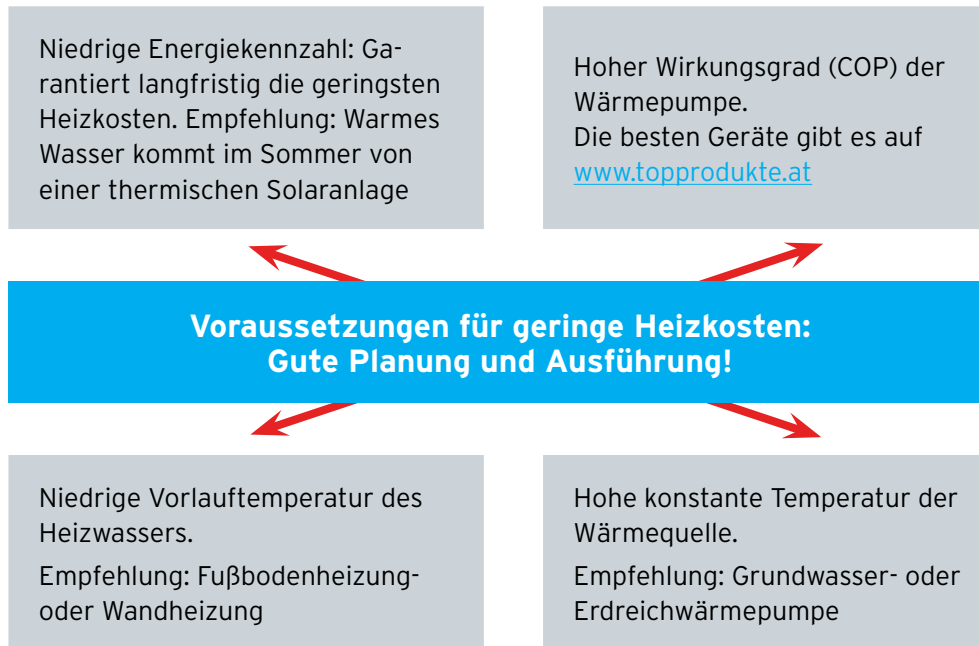 Niedrige Energiekennzahl: Ga-
rantiert langfristig die geringsten
Heizkosten. Empfehlung: Warmes
Wasser kommt im Sommer von
einer thermischen Solaranlage
Hoher Wirkungsgrad (COP) der
Wärmepumpe.
Die besten Geräte gibt es auf
www.topprodukte.at
Voraussetzungen für geringe Heizkosten:
Gute Planung und Ausführung!
Niedrige Vorlauftemperatur des
Heizwassers.
Empfehlung: Fußbodenheizung-
oder Wandheizung
Hohe konstante Temperatur der
Wärmequelle.
Empfehlung: Grundwasser- oder
Erdreichwärmepumpe